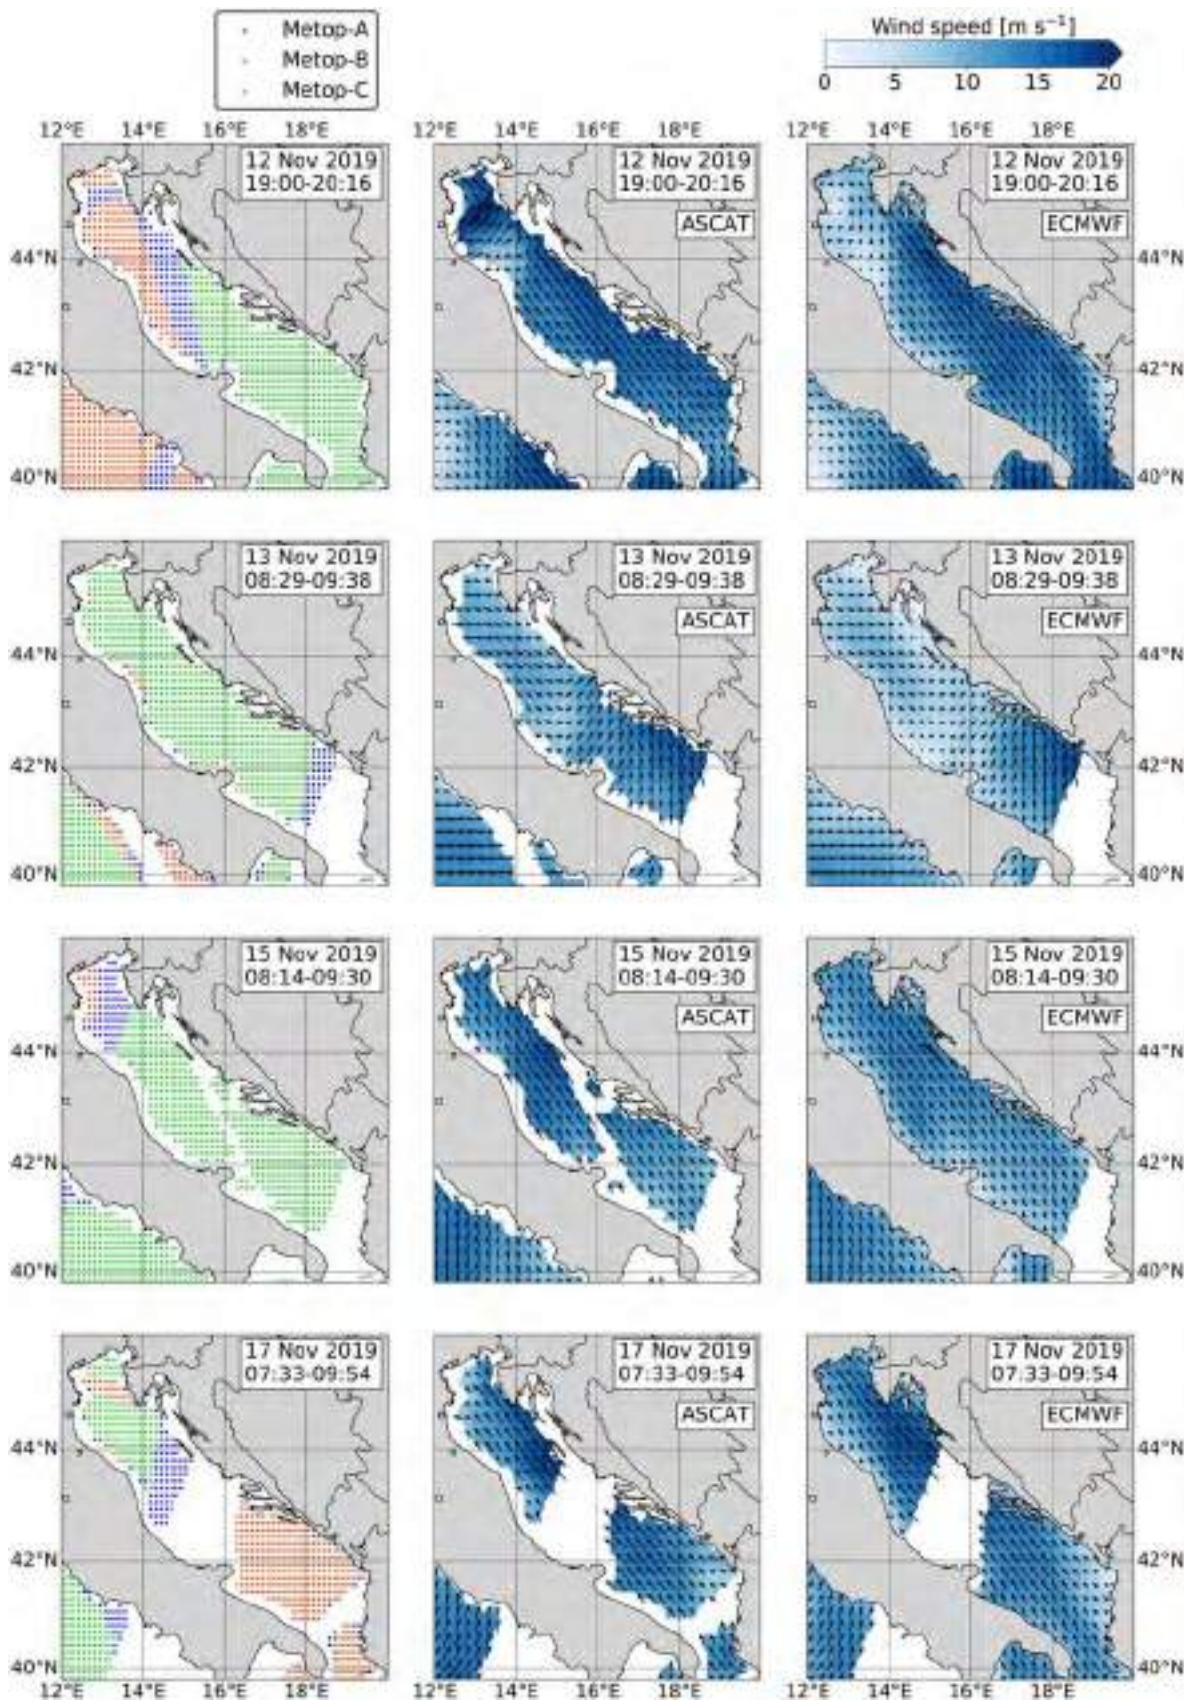 Metop-A
Metop-B
Metop-C
Wind speed [m s⁻¹]
0 5 10 15 20
12°E 14°E 16°E 18°E 12°E 14°E 16°E 18°E 12°E 14°E 16°E 18°E
12 Nov 2019
19:00-20:16
12 Nov 2019
19:00-20:16
ASCAT
12 Nov 2019
19:00-20:16
ECMWF
44°N 44°N
42°N 42°N
40°N 40°N
13 Nov 2019
08:29-09:38
13 Nov 2019
08:29-09:38
ASCAT
13 Nov 2019
08:29-09:38
ECMWF
44°N 44°N
42°N 42°N
40°N 40°N
15 Nov 2019
08:14-09:30
15 Nov 2019
08:14-09:30
ASCAT
15 Nov 2019
08:14-09:30
ECMWF
44°N 44°N
42°N 42°N
40°N 40°N
17 Nov 2019
07:33-09:54
17 Nov 2019
07:33-09:54
ASCAT
17 Nov 2019
07:33-09:54
ECMWF
44°N 44°N
42°N 42°N
40°N 40°N
12°E 14°E 16°E 18°E 12°E 14°E 16°E 18°E 12°E 14°E 16°E 18°E